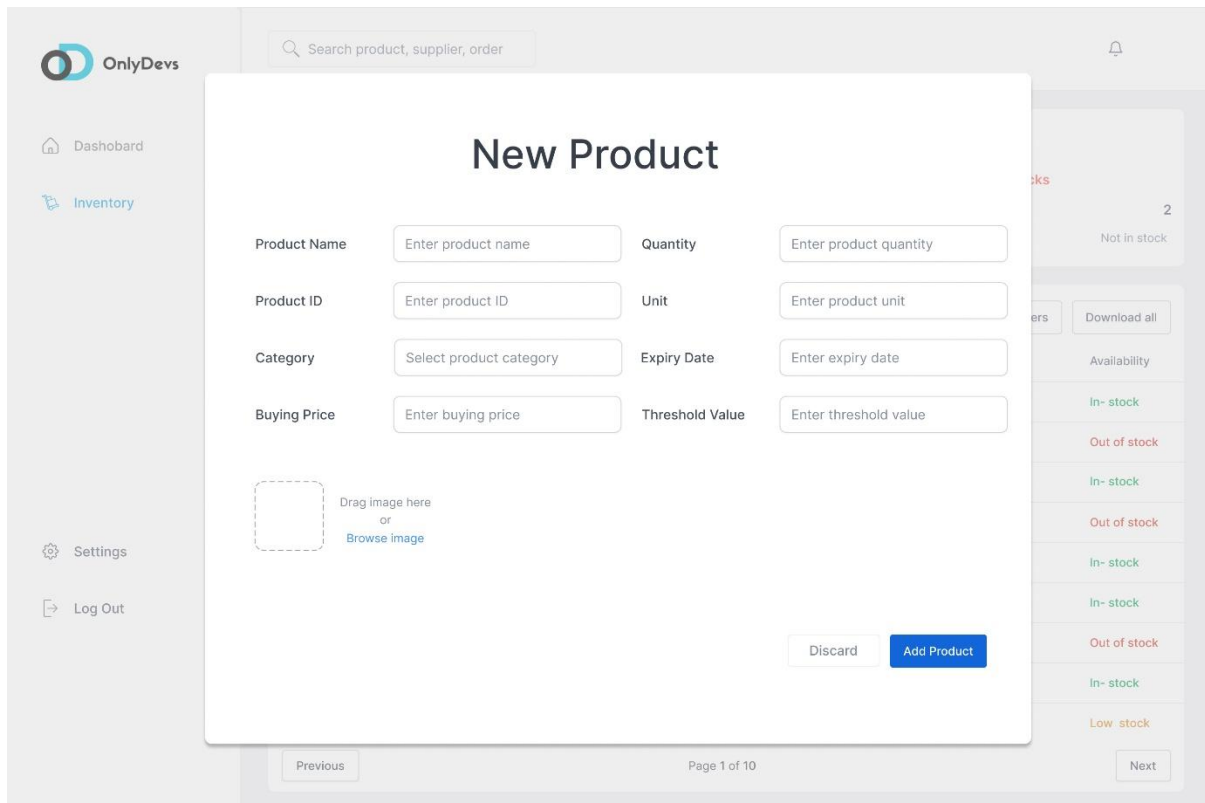 OnlyDevs
Search product, supplier, order
Dashobard
Inventory
Settings
Log Out
New Product
Product Name
Enter product name
Quantity
Enter product quantity
Product ID
Enter product ID
Unit
Enter product unit
Category
Select product category
Expiry Date
Enter expiry date
Buying Price
Enter buying price
Threshold Value
Enter threshold value
Drag image here
or
Browse image
Discard
Add Product
2
Not in stock
Download all
Availability
In- stock
Out of stock
In- stock
Out of stock
In- stock
In- stock
Out of stock
In- stock
Low stock
Previous
Page 1 of 10
Next